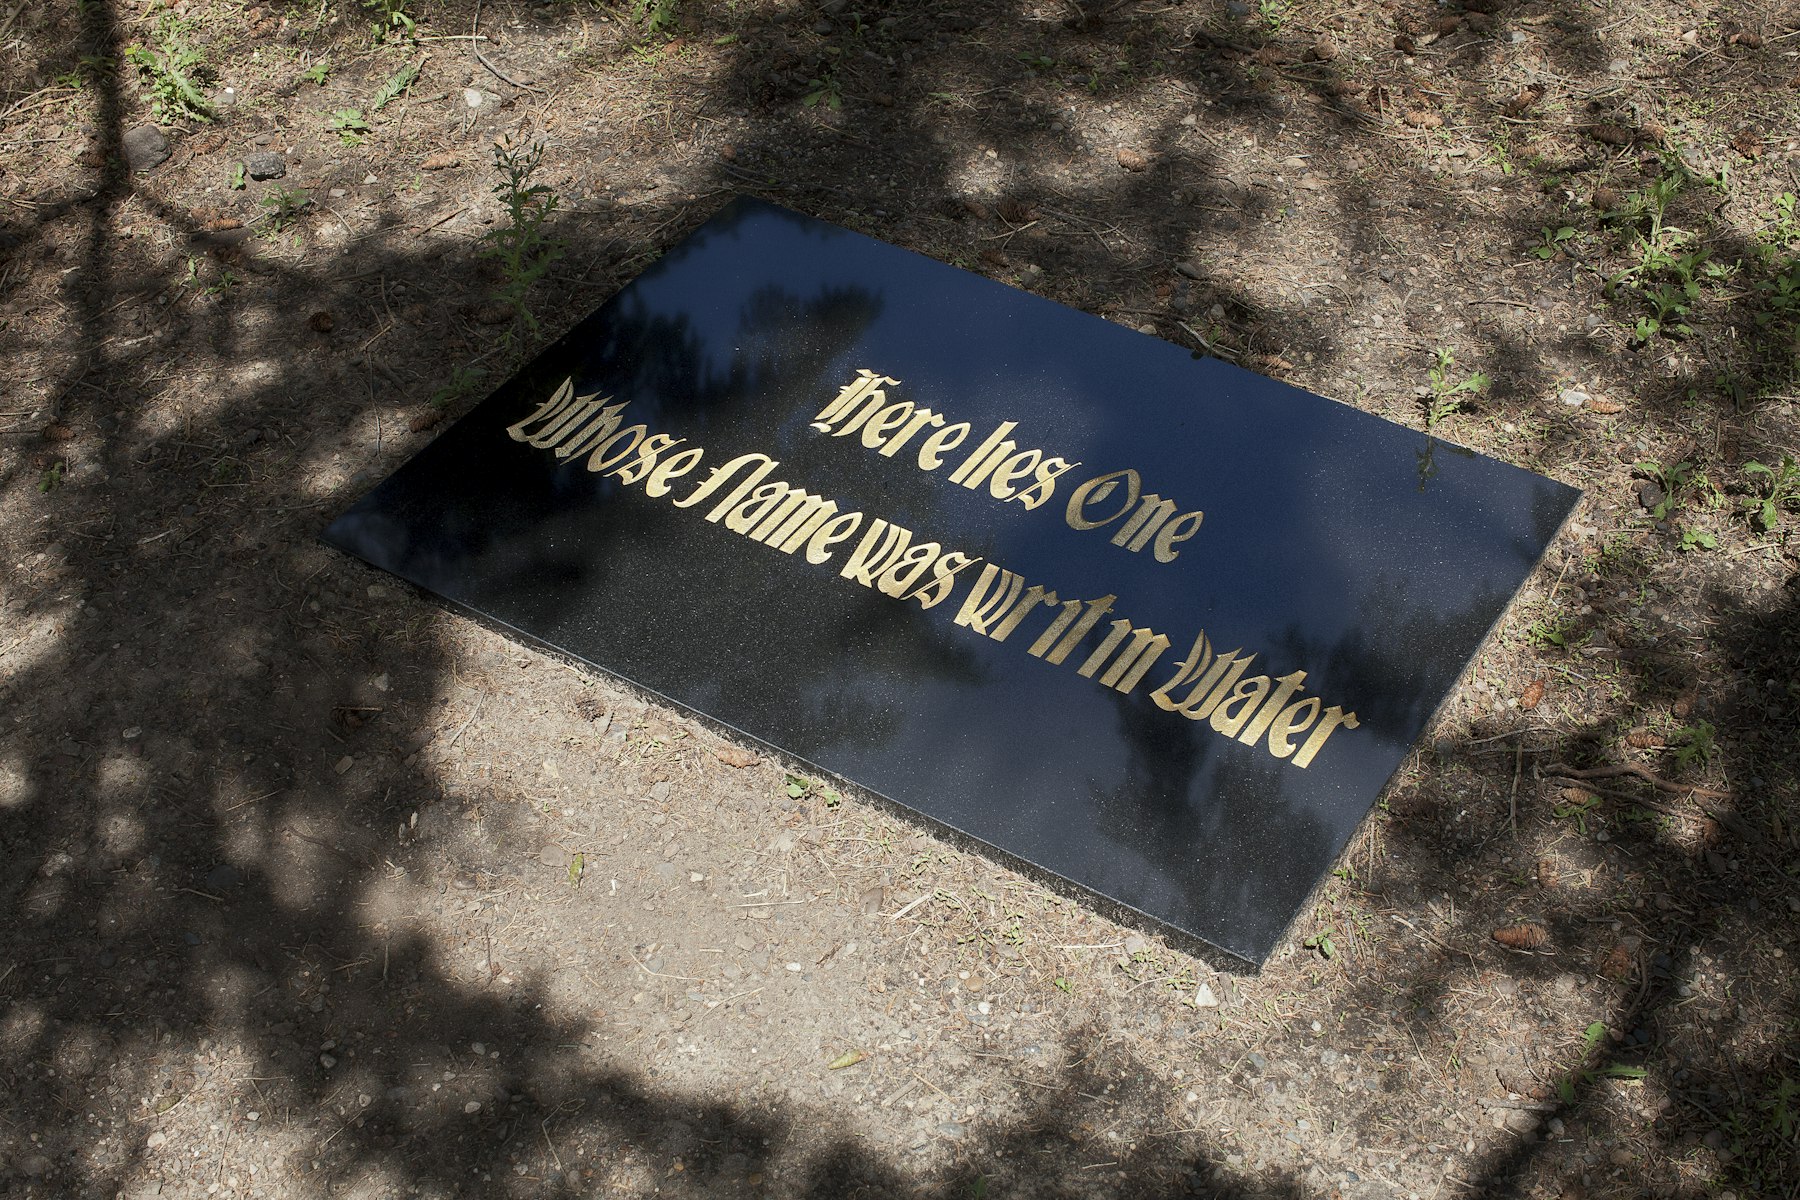 Here lies One
Whose Name was writ in Water